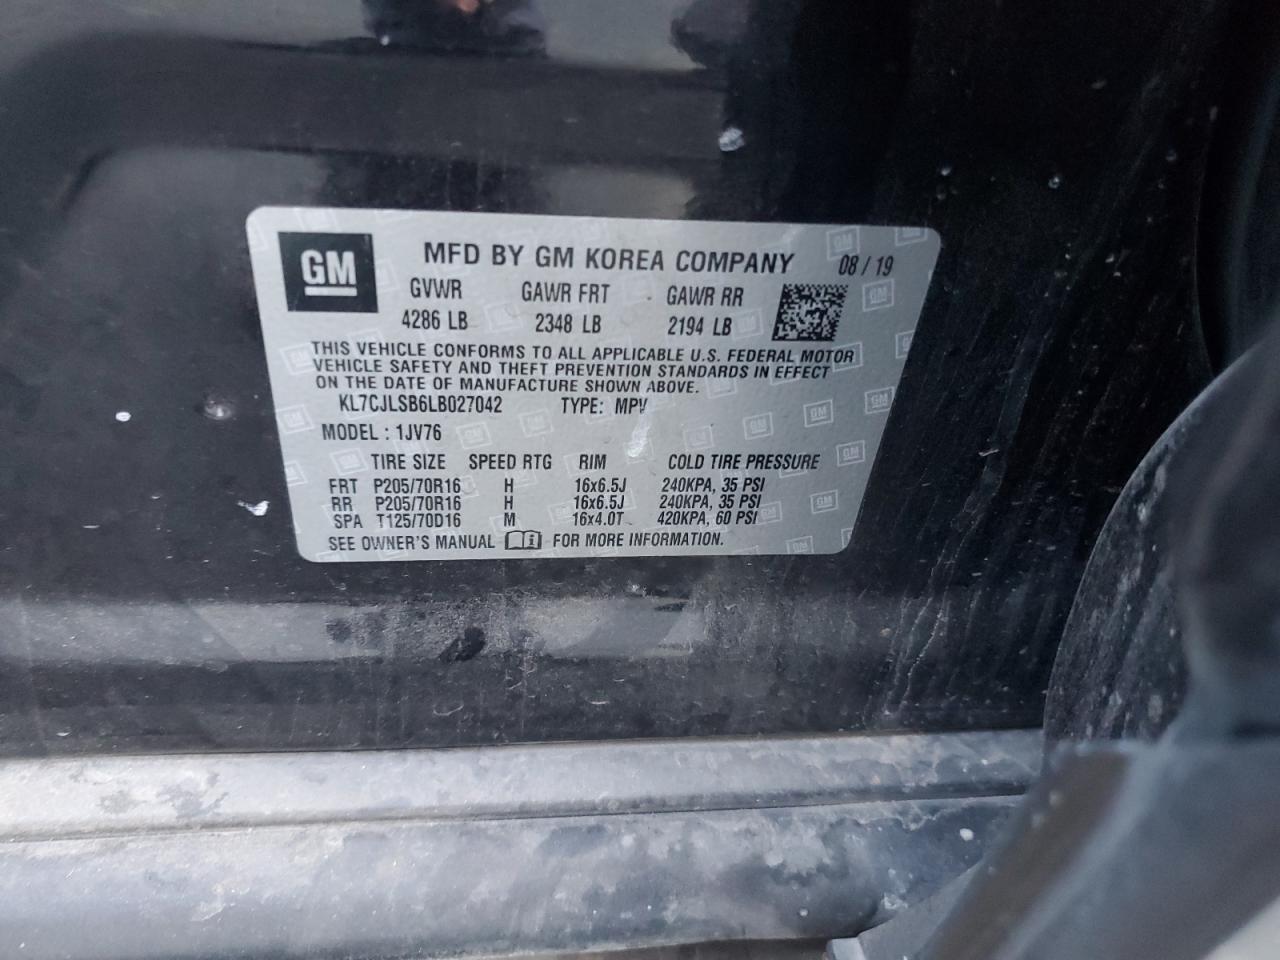 GM MFD BY GM KOREA COMPANY 08 / 19
GVWR GAWR FRT GAWR RR
4286 LB 2348 LB 2194 LB
THIS VEHICLE CONFORMS TO ALL APPLICABLE U.S. FEDERAL MOTOR
VEHICLE SAFETY AND THEFT PREVENTION STANDARDS IN EFFECT
ON THE DATE OF MANUFACTURE SHOWN ABOVE.
KL7CJLSB6LB027042 TYPE: MPV
MODEL : 1JV76
TIRE SIZE SPEED RTG RIM COLD TIRE PRESSURE
FRT P205/70R16 H 16x6.5J 240KPA, 35 PSI
RR P205/70R16 H 16x6.5J 240KPA, 35 PSI
SPA T125/70D16 M 16x4.0T 420KPA, 60 PSI
SEE OWNER'S MANUAL FOR MORE INFORMATION.